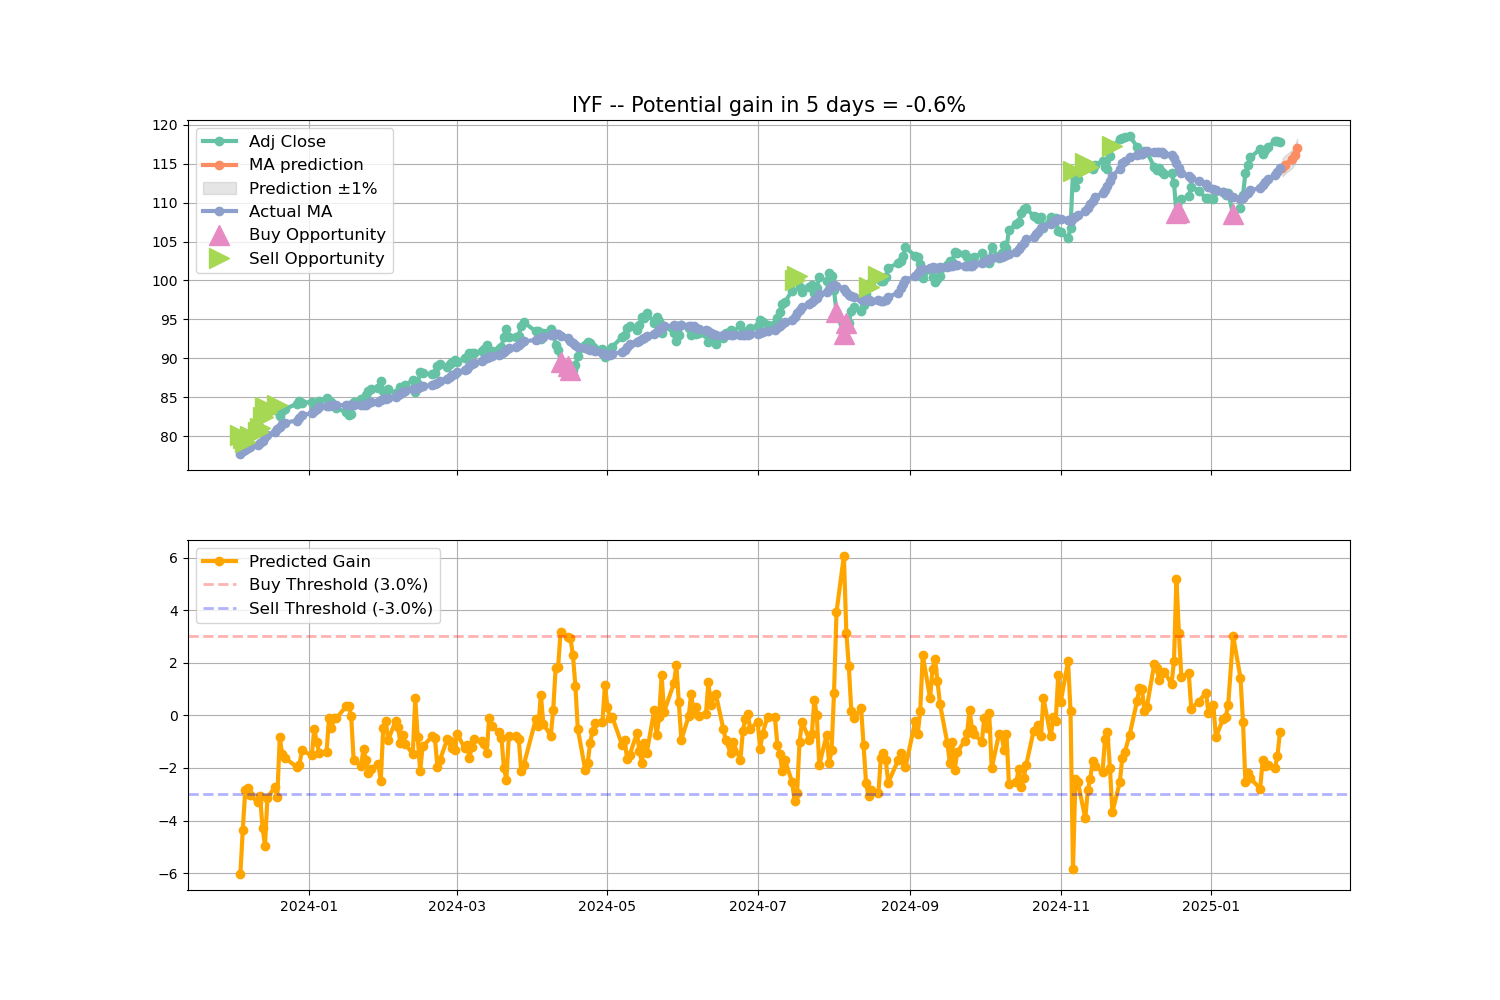 IYF -- Potential gain in 5 days = -0.6%
120
115
110
105
100
95
90
85
80
Adj Close
MA prediction
Prediction ±1%
Actual MA
Buy Opportunity
Sell Opportunity
6
4
2
0
−2
−4
−6
Predicted Gain
Buy Threshold (3.0%)
Sell Threshold (-3.0%)
2024-01 2024-03 2024-05 2024-07 2024-09 2024-11 2025-01